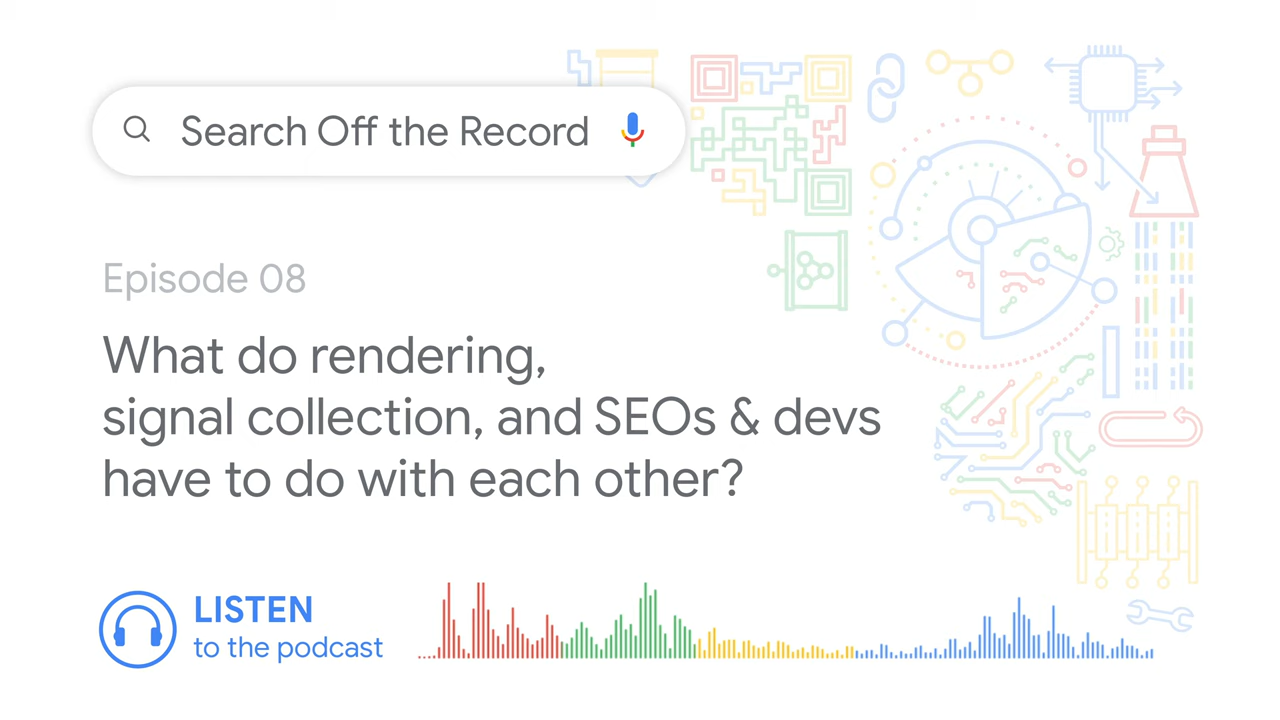 Search Off the Record
Episode 08
What do rendering,
signal collection, and SEOs & devs
have to do with each other?
LISTEN
to the podcast